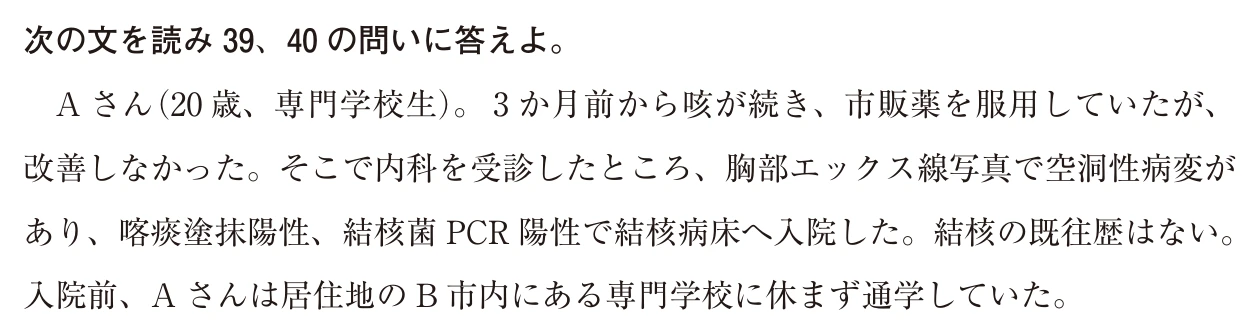 次の文を読み 39、40 の問いに答えよ。
A さん（20 歳、専門学校生）。3 か月前から咳が続き、市販薬を服用していたが、
改善しなかった。そこで内科を受診したところ、胸部エックス線写真で空洞性病変が
あり、喀痰塗抹陽性、結核菌 PCR 陽性で結核病床へ入院した。結核の既往歴はない。
入院前、A さんは居住地の B 市内にある専門学校に休まず通学していた。